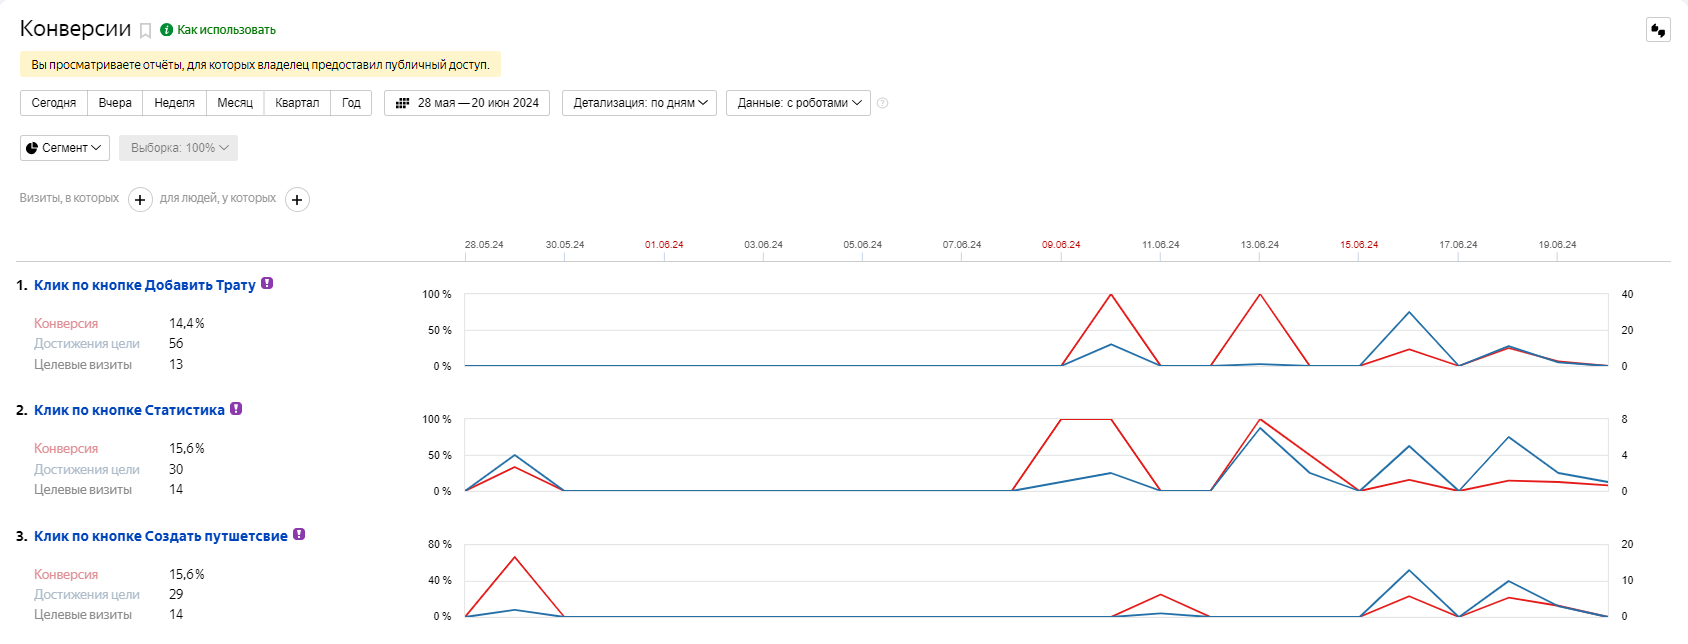 Конверсии Как использовать
Вы просматриваете отчёты, для которых владелец предоставил публичный доступ.
Сегодня Вчера Неделя Месяц Квартал Год 28 мая — 20 июн 2024 Детализация: по дням Данные: с роботами
Сегмент Выборка: 100%
Визиты, в которых + для людей, у которых +
28.05.24 30.05.24 01.06.24 03.06.24 05.06.24 07.06.24 09.06.24 11.06.24 13.06.24 15.06.24 17.06.24 19.06.24
1. Клик по кнопке Добавить Трату
Конверсия 14,4%
Достижения цели 56
Целевые визиты 13
100 % 40
50 % 20
0 % 0
2. Клик по кнопке Статистика
Конверсия 15,6%
Достижения цели 30
Целевые визиты 14
100 % 8
50 % 4
0 % 0
3. Клик по кнопке Создать путшетсвие
Конверсия 15,6%
Достижения цели 29
Целевые визиты 14
80 % 20
40 % 10
0 % 0